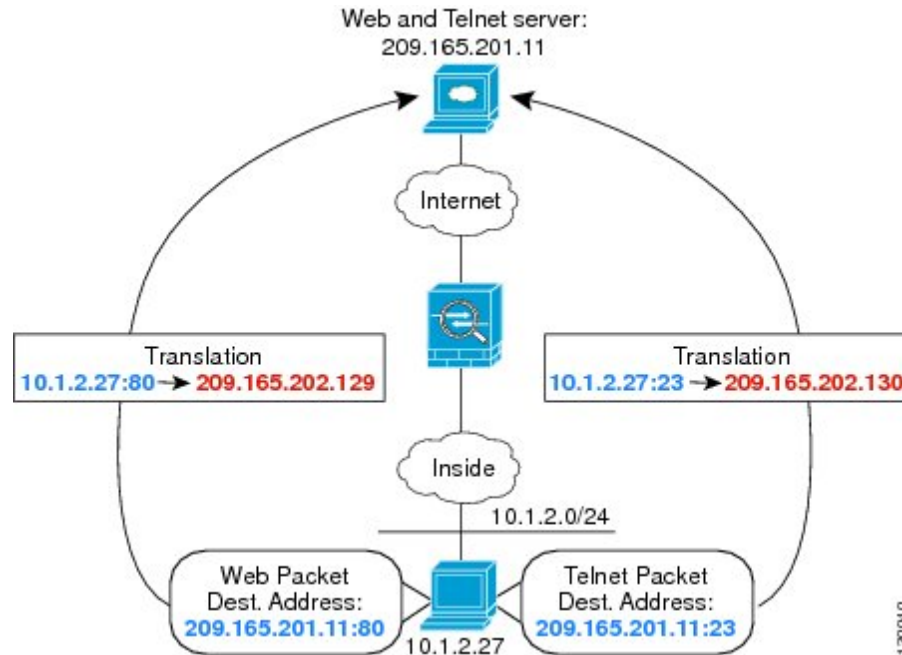 Web and Telnet server:
209.165.201.11
Internet
Translation
10.1.2.27:80 209.165.202.129
Translation
10.1.2.27:23 209.165.202.130
Inside
10.1.2.0/24
Web Packet
Dest. Address:
209.165.201.11:80
Telnet Packet
Dest. Address:
209.165.201.11:23
10.1.2.27